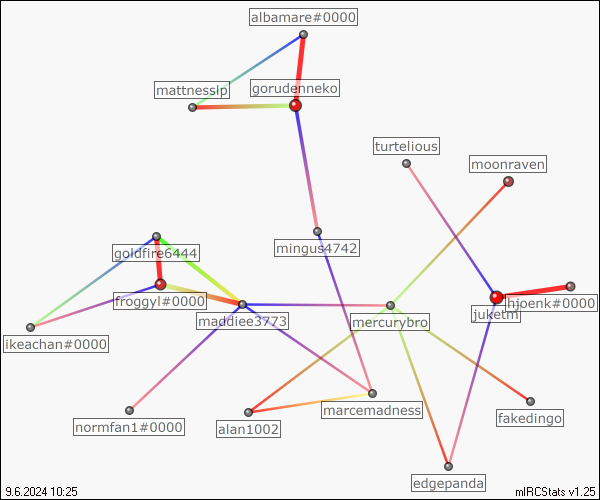 albamare#0000
mattnesslp
gorudenneko
turtelious
moonraven
mingus4742
goldfire6444
froggyl#0000
maddiee3773
mercurybro
hjoenk#0000
juketm
ikeachan#0000
marcemadness
normfan1#0000
alan1002
fakedingo
edgepanda
9.6.2024 10:25
mIRCStats v1.25